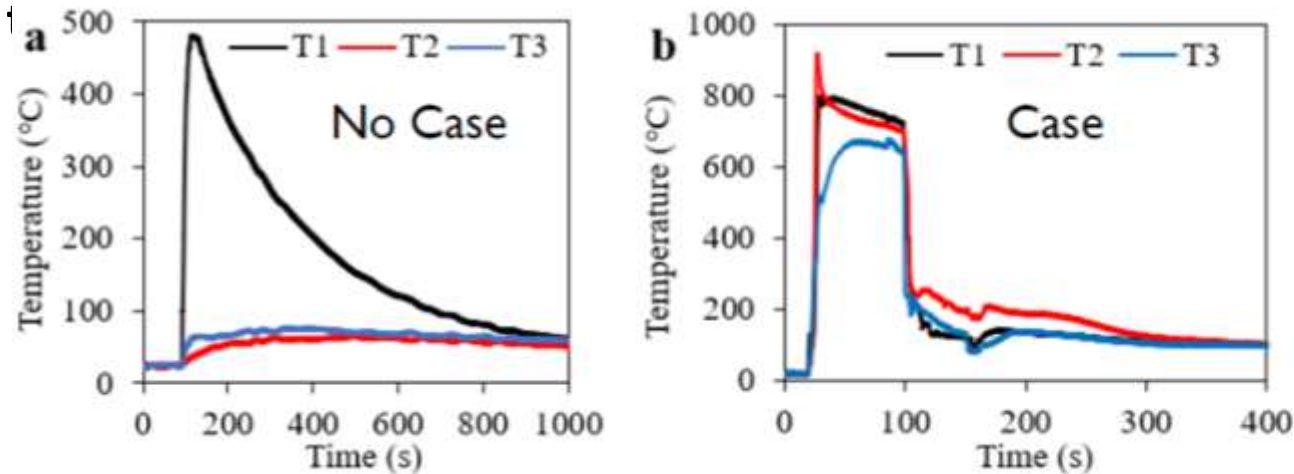 a
T1 T2 T3
No Case
Temperature (°C)
500
400
300
200
100
0
0 200 400 600 800 1000
Time (s)
b
T1 T2 T3
Case
Temperature (°C)
1000
800
600
400
200
0
0 100 200 300 400
Time (s)